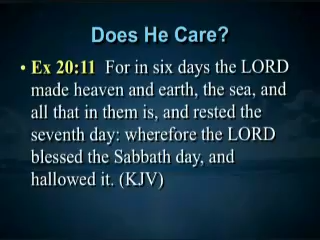 Does He Care?
• Ex 20:11 For in six days the LORD
made heaven and earth, the sea, and
all that in them is, and rested the
seventh day: wherefore the LORD
blessed the Sabbath day, and
hallowed it. (KJV)